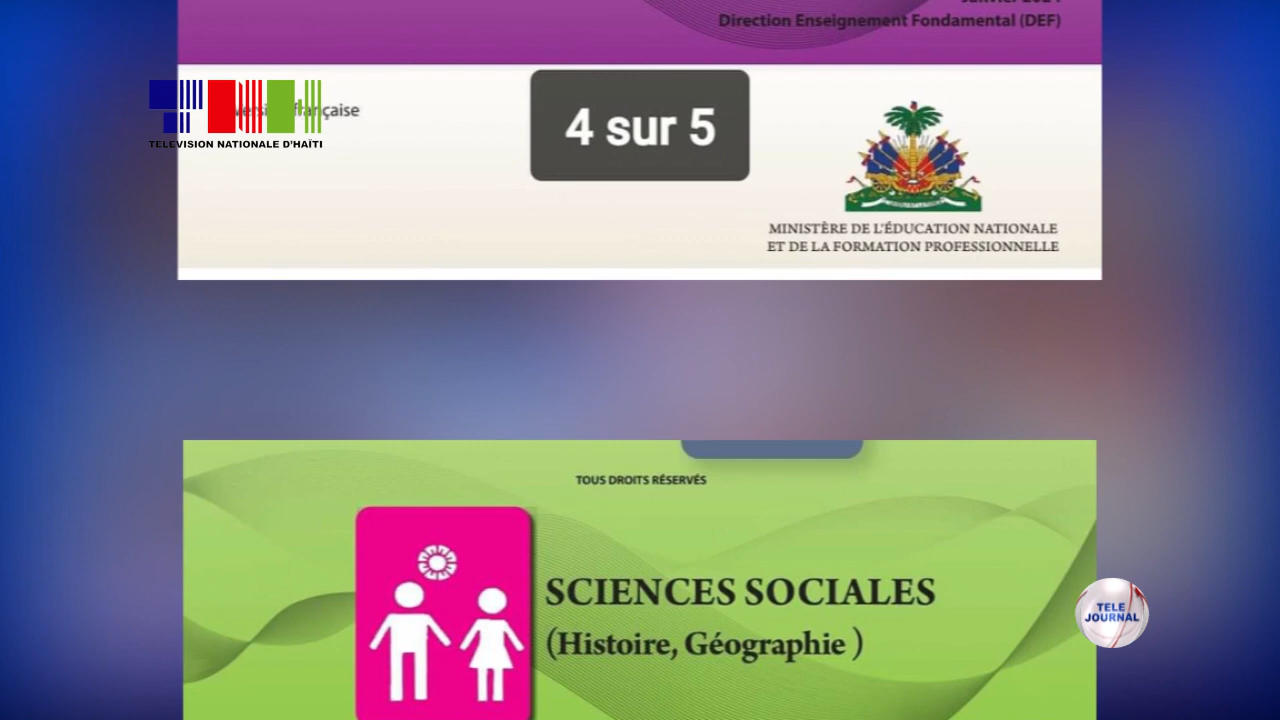 Direction Enseignement Fondamental (DEF)
française
TELEVISION NATIONALE D'HAÏTI
4 sur 5
MINISTÈRE DE L'ÉDUCATION NATIONALE
ET DE LA FORMATION PROFESSIONNELLE
TOUS DROITS RÉSERVÉS
SCIENCES SOCIALES
(Histoire, Géographie )
TELE
JOURNAL